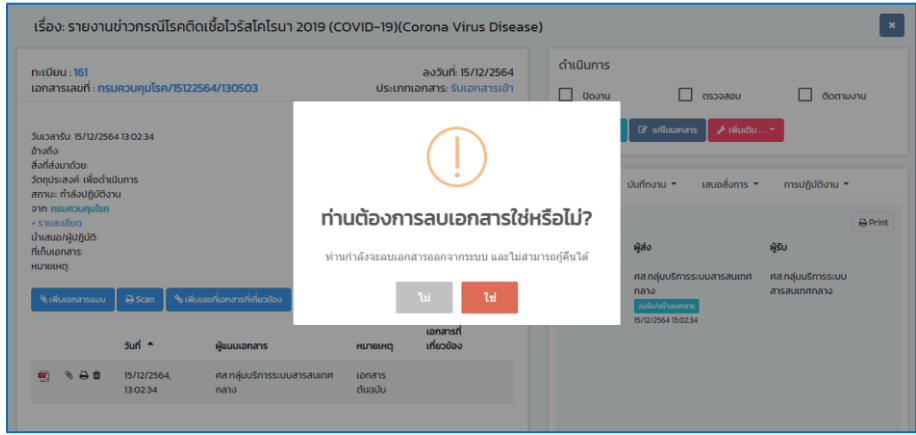 เรื่อง: รายงานข่าวกรณีโรคติดเชื้อไวรัสโคโรนา 2019 (COVID-19)(Corona Virus Disease)
×
ทะเบียน : 161
ลงวันที่: 15/12/2564
เอกสารเลขที่ : กรมควบคุมโรค/15122564/130503
ประเภทเอกสาร: รับเอกสารเข้า
วันเวลารับ: 15/12/2564 13:02:34
อ้างถึง:
สิ่งที่ส่งมาด้วย:
วัตถุประสงค์: เพื่อดำเนินการ
สถานะ: กำลังปฏิบัติงาน
จาก: กรมควบคุมโรค
+ รายละเอียด
นำเสนอ/ผู้ปฏิบัติ:
ที่เก็บเอกสาร:
หมายเหตุ:
เพิ่มเอกสารแนบ
Scan
เพิ่มเลขที่เอกสารที่เกี่ยวข้อง
วันที่
ผู้แนบเอกสาร
หมายเหตุ
เอกสารที่
เกี่ยวข้อง
15/12/2564,
13:02:34
ศส.กลุ่มบริการระบบสารสนเทศ
กลาง
เอกสาร
ต้นฉบับ
!
ท่านต้องการลบเอกสารใช่หรือไม่?
ท่านกำลังจะลบเอกสารออกจากระบบ และไม่สามารถกู้คืนได้
ไม่
ใช่
ดำเนินการ
ปิดงาน
ตรวจสอบ
ติดตามงาน
แก้ไขเอกสาร
เพิ่มเติม...
บันทึกงาน
เสนอสั่งการ
การปฏิบัติงาน
Print
ผู้ส่ง
ผู้รับ
ศส.กลุ่มบริการระบบสารสนเทศ
กลาง
ลงรับ/สร้างเอกสาร
15/12/2564 13:02:34
ศส.กลุ่มบริการระบบ
สารสนเทศกลาง